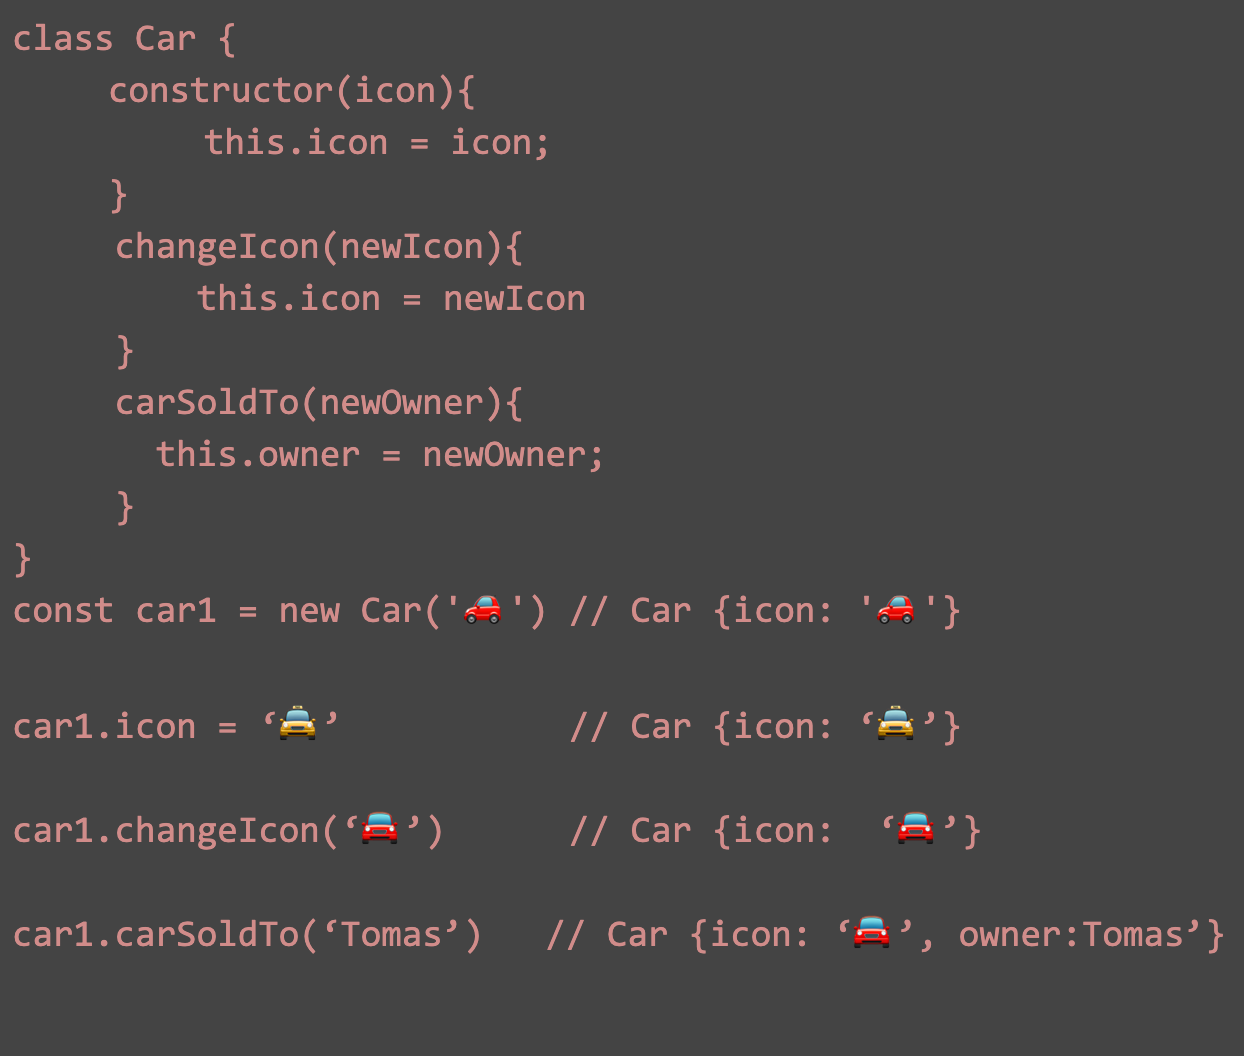 class Car {
constructor(icon){
this.icon = icon;
}
changeIcon(newIcon){
this.icon = newIcon
}
carSoldTo(newOwner){
this.owner = newOwner;
}
}
const car1 = new Car('🚗') // Car {icon: '🚗'}
car1.icon = ‘🚖’ // Car {icon: ‘🚖’}
car1.changeIcon(‘🚘’) // Car {icon: ‘🚘’}
car1.carSoldTo(‘Tomas’) // Car {icon: ‘🚘’, owner:Tomas’}